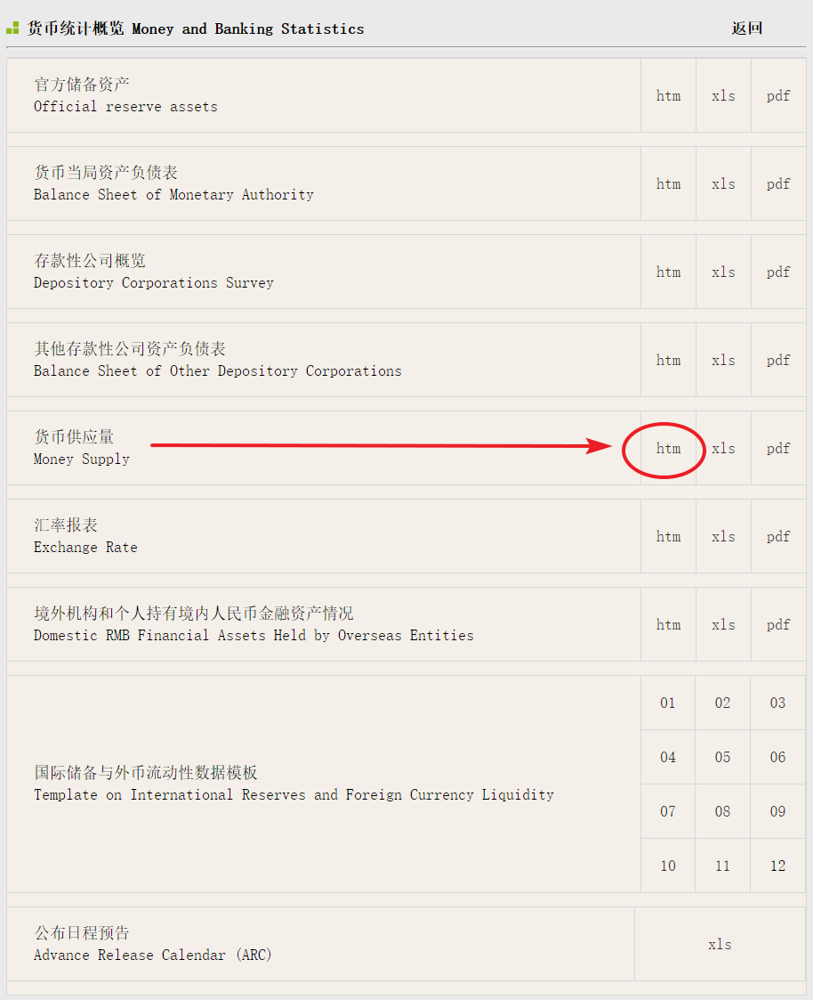 货币统计概览 Money and Banking Statistics 返回
官方储备资产
Official reserve assets
htm xls pdf
货币当局资产负债表
Balance Sheet of Monetary Authority
htm xls pdf
存款性公司概览
Depository Corporations Survey
htm xls pdf
其他存款性公司资产负债表
Balance Sheet of Other Depository Corporations
htm xls pdf
货币供应量
Money Supply
htm xls pdf
汇率报表
Exchange Rate
htm xls pdf
境外机构和个人持有境内人民币金融资产情况
Domestic RMB Financial Assets Held by Overseas Entities
htm xls pdf
国际储备与外币流动性数据模板
Template on International Reserves and Foreign Currency Liquidity
01 02 03
04 05 06
07 08 09
10 11 12
公布日程预告
Advance Release Calendar (ARC)
xls